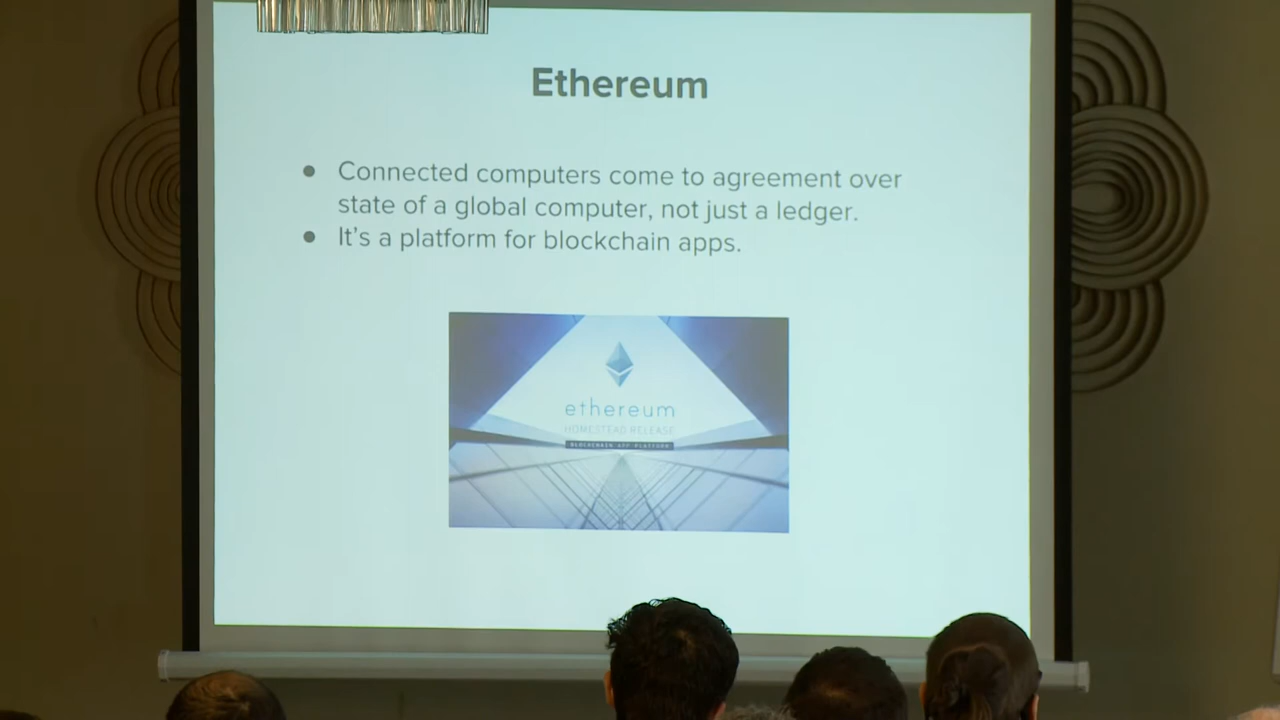 Ethereum
● Connected computers come to agreement over
state of a global computer, not just a ledger.
● It's a platform for blockchain apps.
ethereum
HOMESTEAD RELEASE
BLOCKCHAIN APP PLATFORM